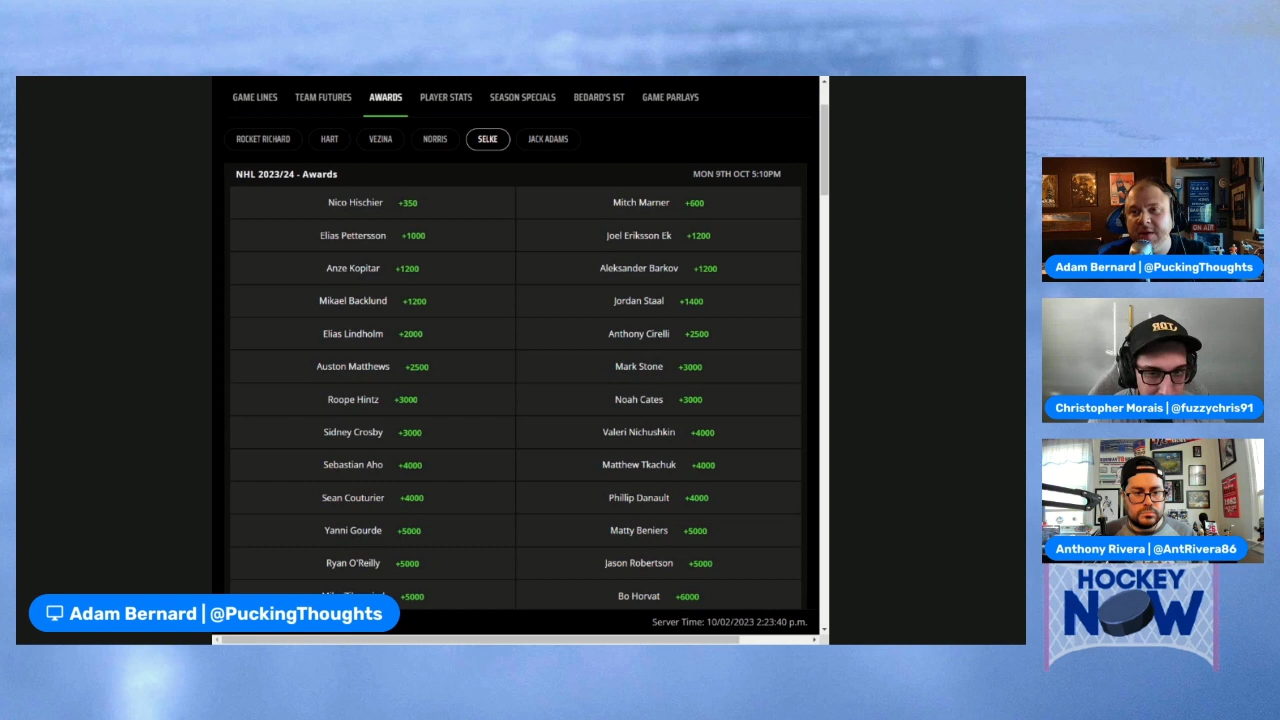 GAME LINES TEAM FUTURES AWARDS PLAYER STATS SEASON SPECIALS BEDARD'S 1ST GAME PARLAYS
ROCKET RICHARD HART VEZINA NORRIS SELKE JACK ADAMS
NHL 2023/24 - Awards MON 9TH OCT 5:10PM
Nico Hischier +350 Mitch Marner +600
Elias Pettersson +1000 Joel Eriksson Ek +1200
Anze Kopitar +1200 Aleksander Barkov +1200
Mikael Backlund +1200 Jordan Staal +1400
Elias Lindholm +2000 Anthony Cirelli +2500
Auston Matthews +2500 Mark Stone +3000
Roope Hintz +3000 Noah Cates +3000
Sidney Crosby +3000 Valeri Nichushkin +4000
Sebastian Aho +4000 Matthew Tkachuk +4000
Sean Couturier +4000 Phillip Danault +4000
Yanni Gourde +5000 Matty Beniers +5000
Ryan O'Reilly +5000 Jason Robertson +5000
+5000 Bo Horvat +6000
Adam Bernard | @PuckingThoughts
Server Time: 10/02/2023 2:23:40 p.m.
ON AIR
Adam Bernard | @PuckingThoughts
Christopher Morais | @fuzzychris91
Anthony Rivera | @AntRivera86
HOCKEY
NOW